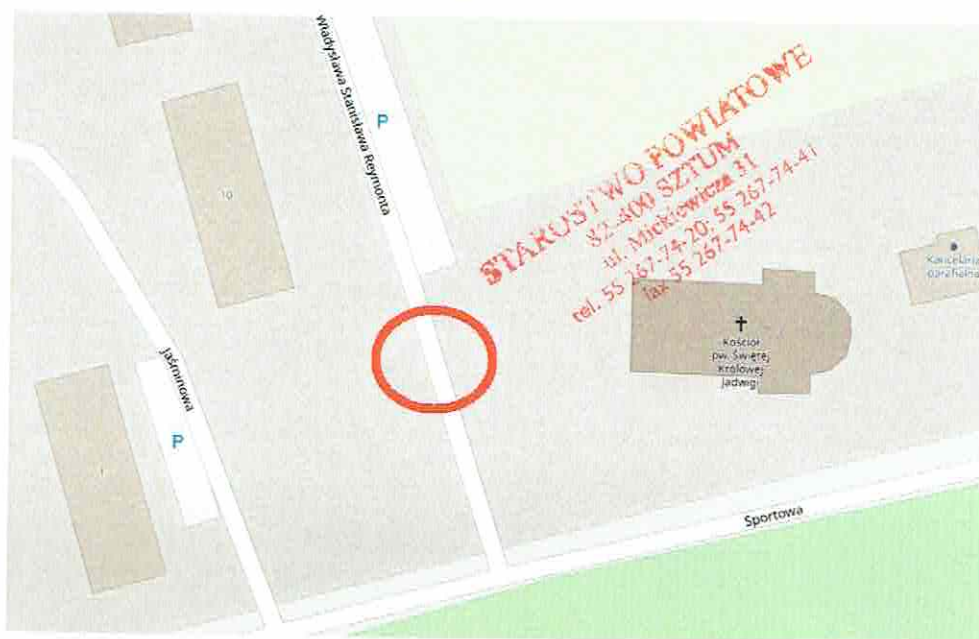 Władysława Stanisława Reymonta
P
10
STAROSTWO POWIATOWE
82-400 SZTUM
ul. Mickiewicza 31
tel. 55 267-74-20; 55 267-74-41
fax 55 267-74-42
Kancelaria
parafialna
Kościół
pw. Świętej
Królowej
Jadwigi
Jaśminowa
P
Sportowa